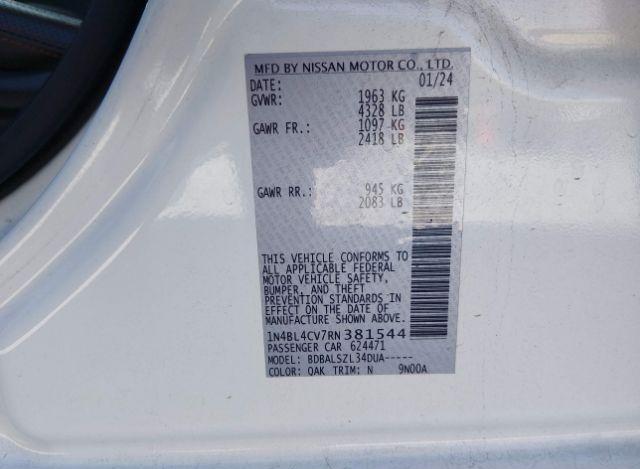 MFD BY NISSAN MOTOR CO., LTD.
DATE: 01/24
GVWR: 1963 KG
4328 LB
GAWR FR.: 1097 KG
2418 LB
GAWR RR.: 945 KG
2083 LB
THIS VEHICLE CONFORMS TO
ALL APPLICABLE FEDERAL
MOTOR VEHICLE SAFETY,
BUMPER, AND THEFT
PREVENTION STANDARDS IN
EFFECT ON THE DATE OF
MANUFACTURE SHOWN ABOVE.
1N4BL4CV7RN381544
PASSENGER CAR 624471
MODEL: BDBALSZL34DUA-----
COLOR: QAK TRIM: N 9N00A